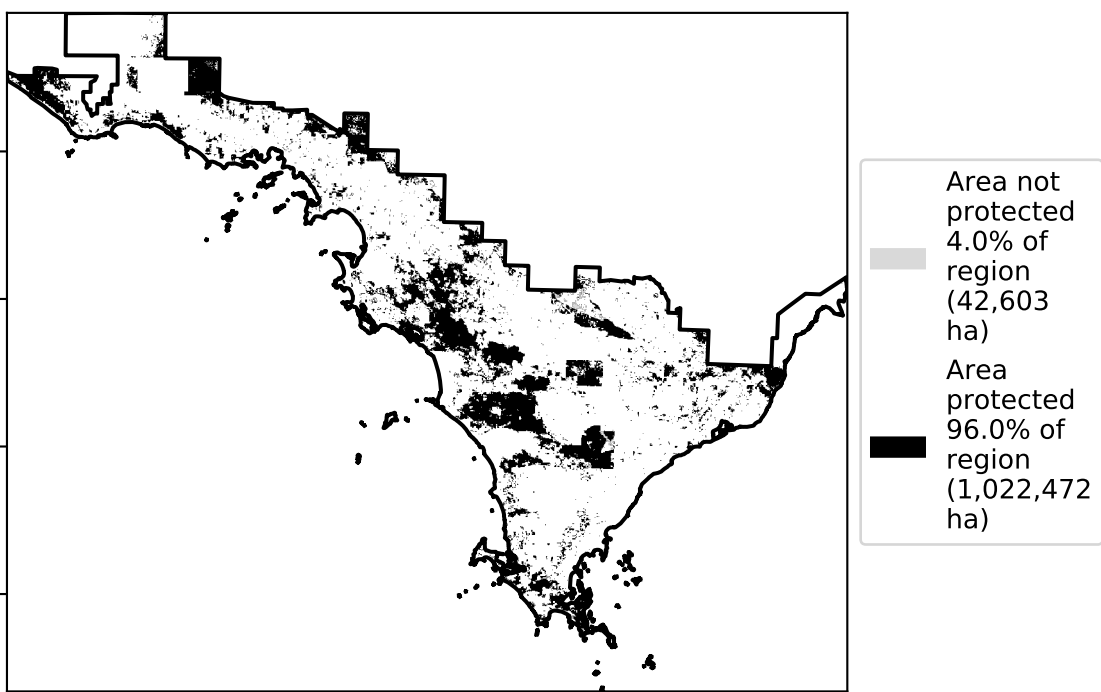 Area not
protected
4.0% of
region
(42,603
ha)
Area
protected
96.0% of
region
(1,022,472
ha)